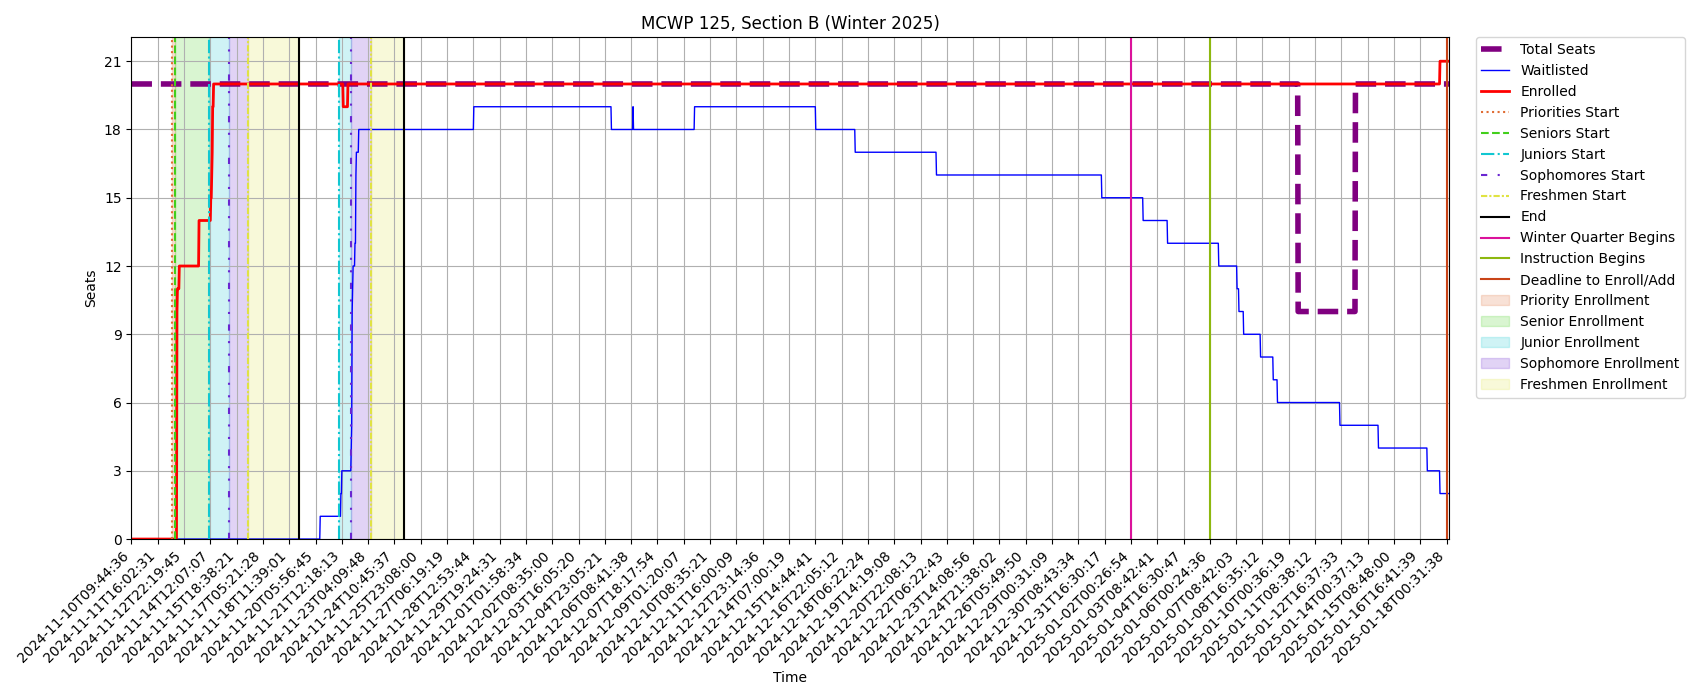 MCWP 125, Section B (Winter 2025)
Seats
21
18
15
12
9
6
3
0
2024-11-10T09:44:36
2024-11-11T16:02:31
2024-11-12T22:19:45
2024-11-14T12:07:07
2024-11-15T18:38:21
2024-11-17T05:21:28
2024-11-18T11:39:01
2024-11-20T05:56:45
2024-11-21T12:18:13
2024-11-23T04:09:48
2024-11-24T10:45:37
2024-11-25T23:08:00
2024-11-27T06:19:19
2024-11-28T12:53:44
2024-11-29T19:24:31
2024-12-01T01:58:34
2024-12-02T08:35:00
2024-12-03T16:05:20
2024-12-04T23:05:21
2024-12-06T08:41:38
2024-12-07T18:17:54
2024-12-09T01:20:07
2024-12-10T08:35:21
2024-12-11T16:00:09
2024-12-12T23:14:36
2024-12-14T07:00:19
2024-12-15T14:44:41
2024-12-16T22:05:12
2024-12-19T14:19:08
2024-12-20T22:08:13
2024-12-22T06:22:43
2024-12-23T14:08:56
2024-12-24T21:38:02
2024-12-26T05:49:50
2024-12-29T00:31:09
2024-12-30T08:43:34
2024-12-31T16:30:17
2025-01-02T00:26:54
2025-01-03T08:42:41
2025-01-04T16:30:47
2025-01-06T00:24:36
2025-01-07T08:42:03
2025-01-08T16:35:12
2025-01-10T00:36:19
2025-01-11T08:38:12
2025-01-12T16:37:33
2025-01-14T00:37:13
2025-01-15T08:48:00
2025-01-16T16:41:39
2025-01-18T00:31:38
Time
Total Seats
Waitlisted
Enrolled
Priorities Start
Seniors Start
Juniors Start
Sophomores Start
Freshmen Start
End
Winter Quarter Begins
Instruction Begins
Deadline to Enroll/Add
Priority Enrollment
Senior Enrollment
Junior Enrollment
Sophomore Enrollment
Freshmen Enrollment